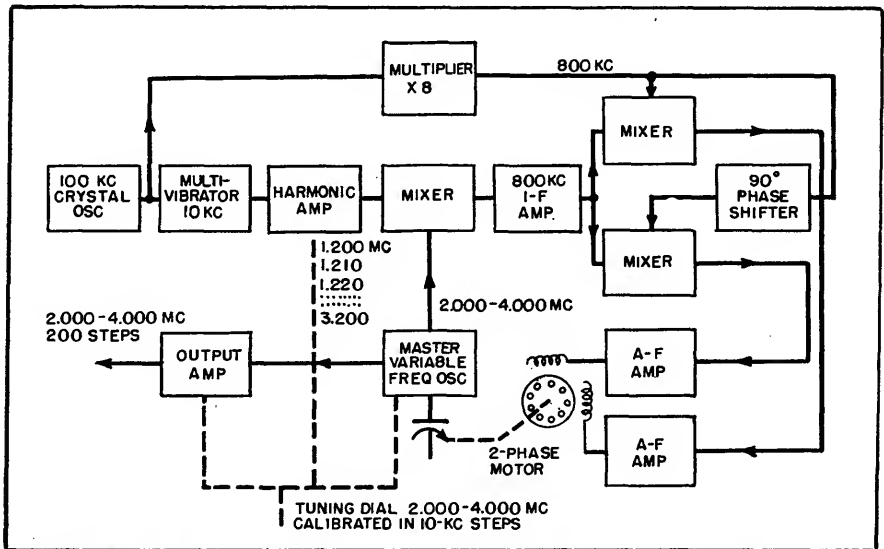 MULTIPLIER
X 8
800 KC
MIXER
100 KC
CRYSTAL
OSC
MULTI-
VIBRATOR
10 KC
HARMONIC
AMP
MIXER
800 KC
I-F
AMP.
90°
PHASE
SHIFTER
MIXER
1.200 MC
1.210
1.220
3.200
2.000-4.000 MC
2.000-4.000 MC
200 STEPS
OUTPUT
AMP
MASTER
VARIABLE
FREQ OSC
A-F
AMP
2-PHASE
MOTOR
A-F
AMP
TUNING DIAL 2.000-4.000 MC
CALIBRATED IN 10-KC STEPS